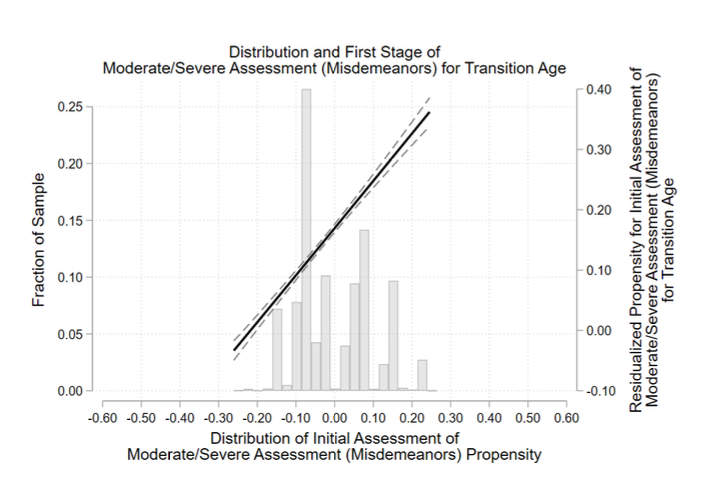 Distribution and First Stage of
Moderate/Severe Assessment (Misdemeanors) for Transition Age
Fraction of Sample
0.25
0.20
0.15
0.10
0.05
0.00
0.40
0.30
0.20
0.10
0.00
-0.10
Residualized Propensity for Initial Assessment of
Moderate/Severe Assessment (Misdemeanors)
for Transition Age
-0.60 -0.50 -0.40 -0.30 -0.20 -0.10 0.00 0.10 0.20 0.30 0.40 0.50 0.60
Distribution of Initial Assessment of
Moderate/Severe Assessment (Misdemeanors) Propensity